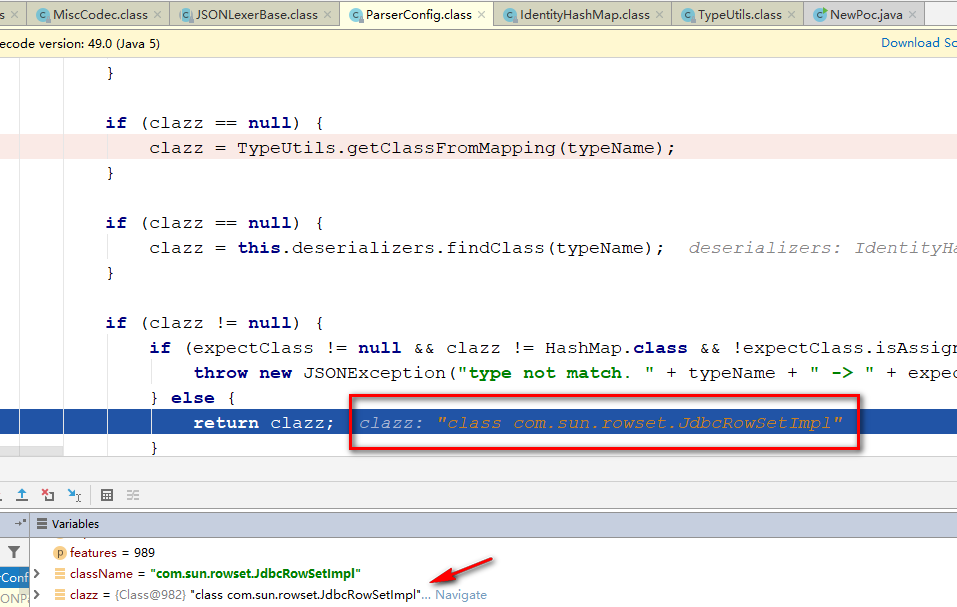 s MiscCodec.class JSONLexerBase.class ParserConfig.class IdentityHashMap.class TypeUtils.class NewPoc.java
ecode version: 49.0 (Java 5) Download So
}
if (clazz == null) {
clazz = TypeUtils.getClassFromMapping(typeName);
}
if (clazz == null) {
clazz = this.deserializers.findClass(typeName); deserializers: IdentityHa
}
if (clazz != null) {
if (expectClass != null && clazz != HashMap.class && !expectClass.isAssign
throw new JSONException("type not match. " + typeName + " -> " + expec
} else {
return clazz; clazz: "class com.sun.rowset.JdbcRowSetImpl"
}
Variables
features = 989
className = "com.sun.rowset.JdbcRowSetImpl"
rConf
clazz = {Class@982} "class com.sun.rowset.JdbcRowSetImpl"... Navigate
ONPa